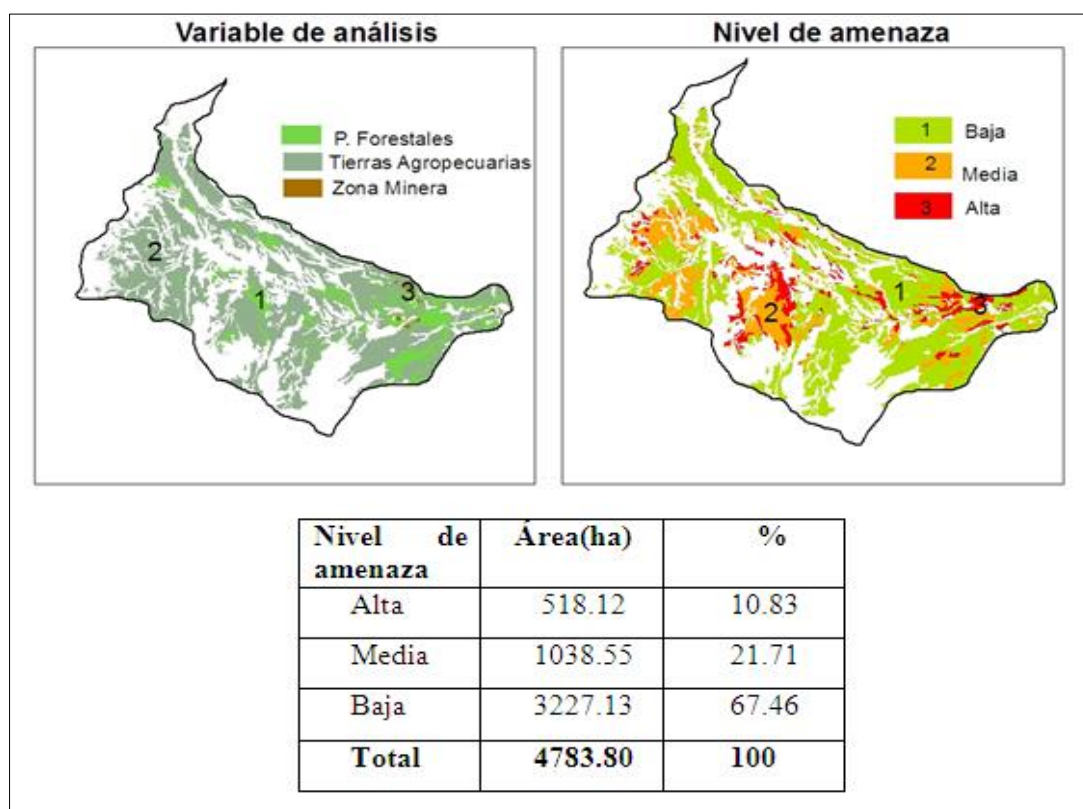 Variable de análisis
P. Forestales
Tierras Agropecuarias
Zona Minera
2
1
3
Nivel de amenaza
1 Baja
2 Media
3 Alta
1
2
3
Nivel de amenaza Área(ha) %
Alta 518.12 10.83
Media 1038.55 21.71
Baja 3227.13 67.46
Total 4783.80 100